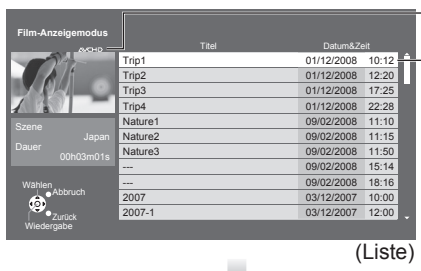 Film-Anzeigemodus
AVCHD
Titel Datum&Zeit
Trip1 01/12/2008 10:12
Trip2 01/12/2008 12:20
Trip3 01/12/2008 17:25
Trip4 01/12/2008 22:28
Nature1 09/02/2008 11:10
Nature2 09/02/2008 11:15
Nature3 09/02/2008 11:50
--- 09/02/2008 15:14
--- 09/02/2008 18:16
2007 03/12/2007 10:00
2007-1 03/12/2007 12:00
Szene
Japan
Dauer
00h03m01s
Wählen
Abbruch
Zurück
Wiedergabe
(Liste)